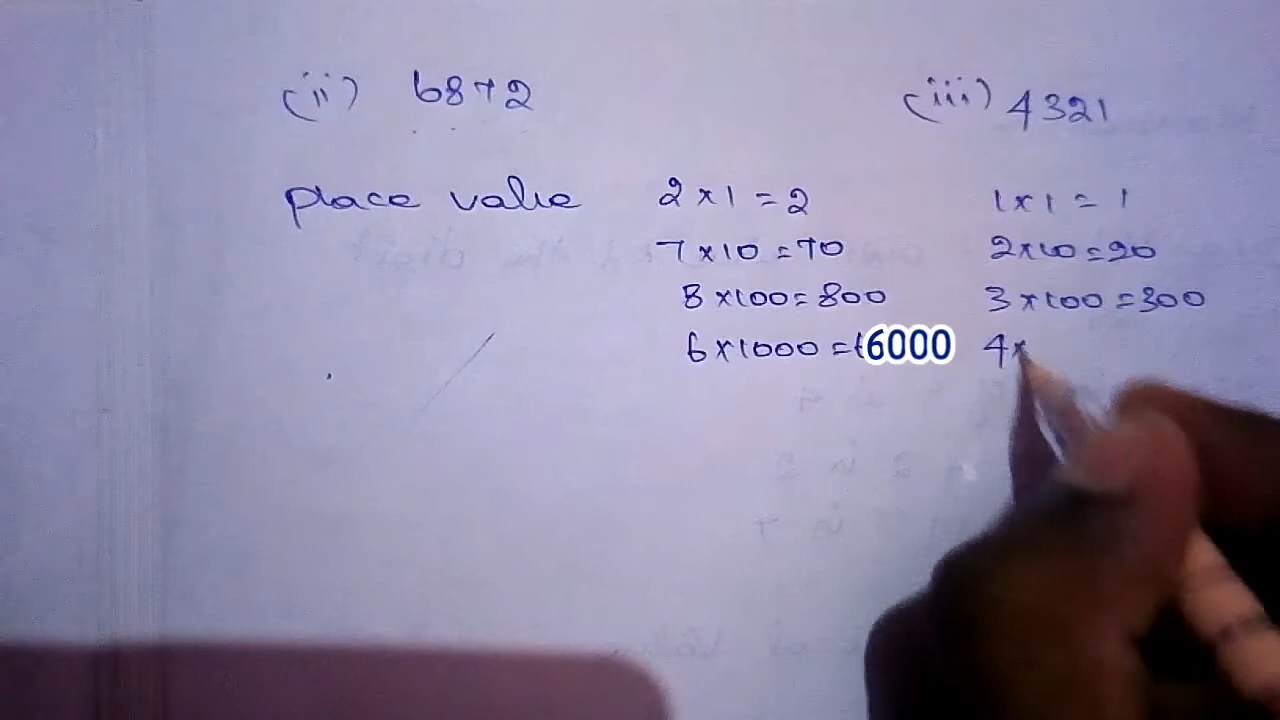 (ii) 6872 (iii) 4321
place value 2 × 1 = 2 1 × 1 = 1
7 × 10 = 70 2 × 10 = 20
8 × 100 = 800 3 × 100 = 300
6 × 1000 = 6000 4 ×